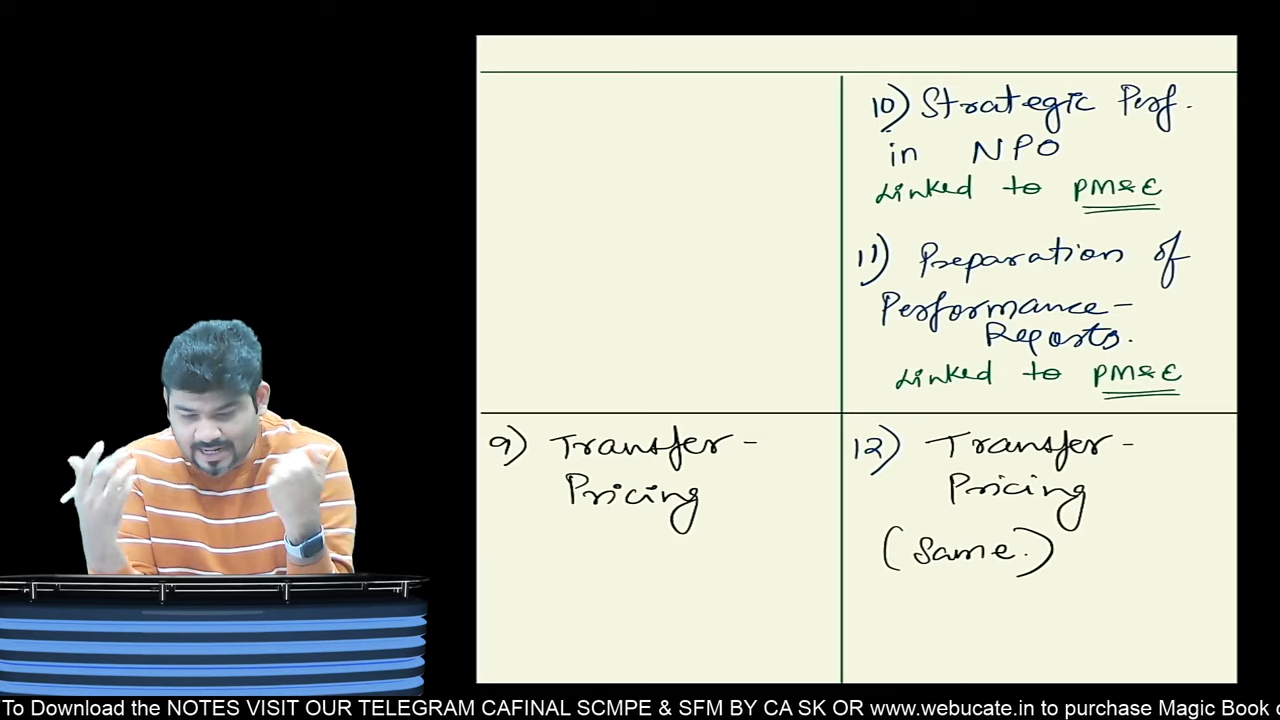 10) Strategic Perf.
in NPO
Linked to PM&E
11) Preparation of
Performance-
Reports.
Linked to PM&E
9) Transfer-
Pricing
12) Transfer-
Pricing
(Same.)
To Download the NOTES VISIT OUR TELEGRAM CAFINAL SCMPE & SFM BY CA SK OR www.webucate.in to purchase Magic Book